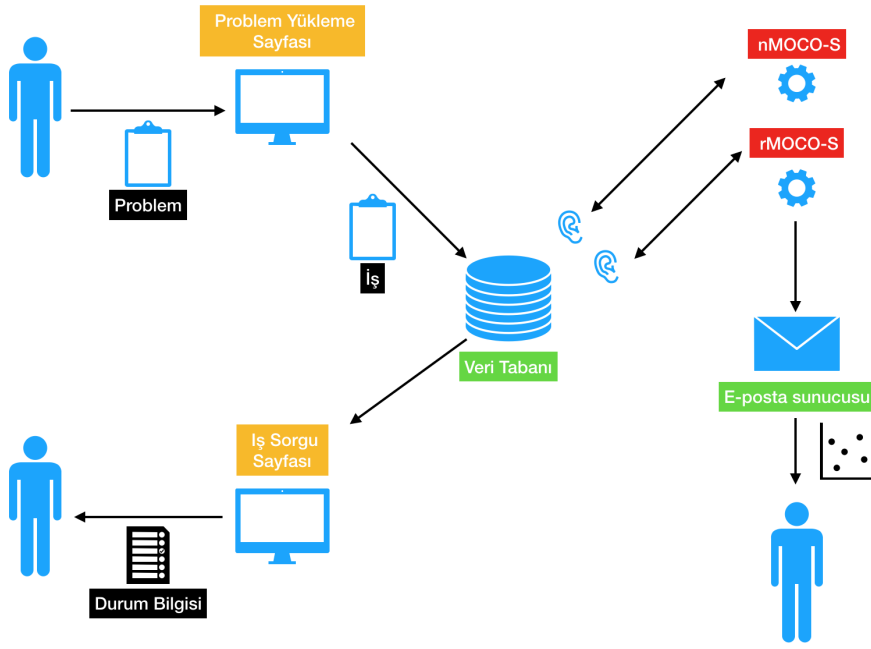 Problem Yükleme
Sayfası
nMOCO-S
rMOCO-S
Problem
İş
Veri Tabanı
E-posta sunucusu
Iş Sorgu
Sayfası
Durum Bilgisi